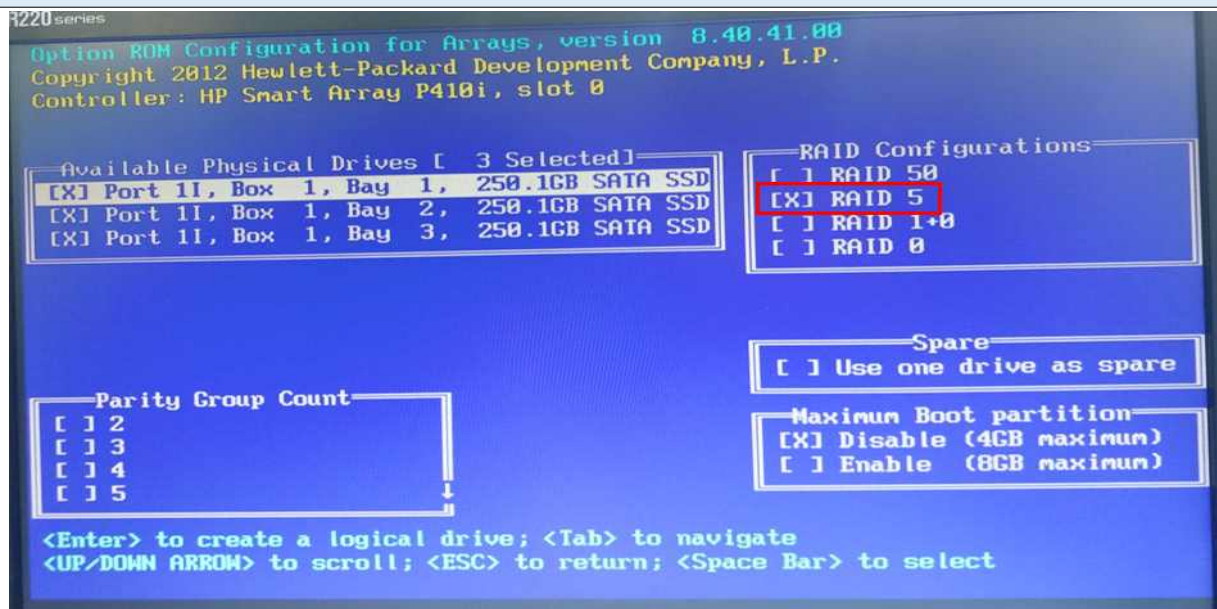 R220 series
Option ROM Configuration for Arrays, version 8.40.41.00
Copyright 2012 Hewlett-Packard Development Company, L.P.
Controller: HP Smart Array P410i, slot 0
Available Physical Drives [ 3 Selected]
[X] Port 1I, Box 1, Bay 1, 250.1GB SATA SSD
[X] Port 1I, Box 1, Bay 2, 250.1GB SATA SSD
[X] Port 1I, Box 1, Bay 3, 250.1GB SATA SSD
RAID Configurations
[ ] RAID 50
[X] RAID 5
[ ] RAID 1+0
[ ] RAID 0
Spare
[ ] Use one drive as spare
Parity Group Count
[ ] 2
[ ] 3
[ ] 4
[ ] 5
Maximum Boot partition
[X] Disable (4GB maximum)
[ ] Enable (8GB maximum)
<Enter> to create a logical drive; <Tab> to navigate
<UP/DOWN ARROW> to scroll; <ESC> to return; <Space Bar> to select